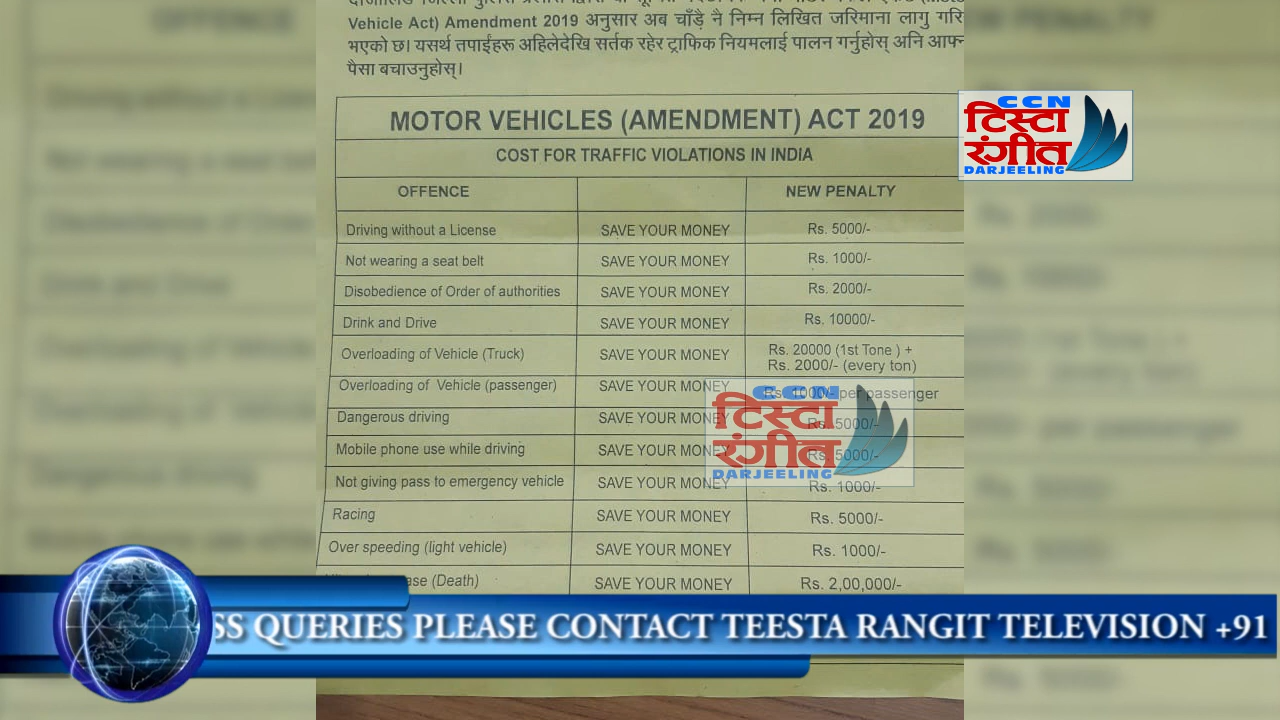 Vehicle Act) Amendment 2019 अनुसार अब चाँड़े नै निम्न लिखित जरिमाना लागु गरि
भएको छ। यसर्थ तपाईंहरू अहिलेदेखि सर्तक रहेर ट्राफिक नियमलाई पालन गर्नुहोस् अनि आफ्न
पैसा बचाउनुहोस्।
MOTOR VEHICLES (AMENDMENT) ACT 2019
COST FOR TRAFFIC VIOLATIONS IN INDIA
OFFENCE NEW PENALTY
Driving without a License SAVE YOUR MONEY Rs. 5000/-
Not wearing a seat belt SAVE YOUR MONEY Rs. 1000/-
Disobedience of Order of authorities SAVE YOUR MONEY Rs. 2000/-
Drink and Drive SAVE YOUR MONEY Rs. 10000/-
Overloading of Vehicle (Truck) SAVE YOUR MONEY Rs. 20000 (1st Tone ) +
Rs. 2000/- (every ton)
Overloading of Vehicle (passenger) SAVE YOUR MONEY Rs. 1000/- per passenger
Dangerous driving SAVE YOUR MONEY Rs. 5000/-
Mobile phone use while driving SAVE YOUR MONEY Rs. 5000/-
Not giving pass to emergency vehicle SAVE YOUR MONEY Rs. 1000/-
Racing SAVE YOUR MONEY Rs. 5000/-
Over speeding (light vehicle) SAVE YOUR MONEY Rs. 1000/-
(Death) SAVE YOUR MONEY Rs. 2,00,000/-
CCN
टिस्टा
रंगीत
DARJEELING
CCN
टिस्टा
रंगीत
DARJEELING
SS QUERIES PLEASE CONTACT TEESTA RANGIT TELEVISION +91